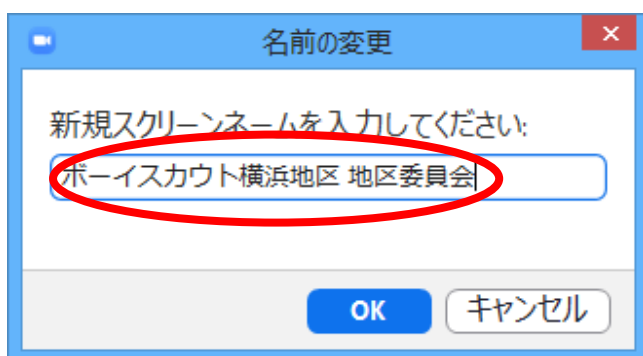 名前の変更
新規スクリーンネームを入力してください:
ボーイスカウト横浜地区 地区委員会
OK キャンセル